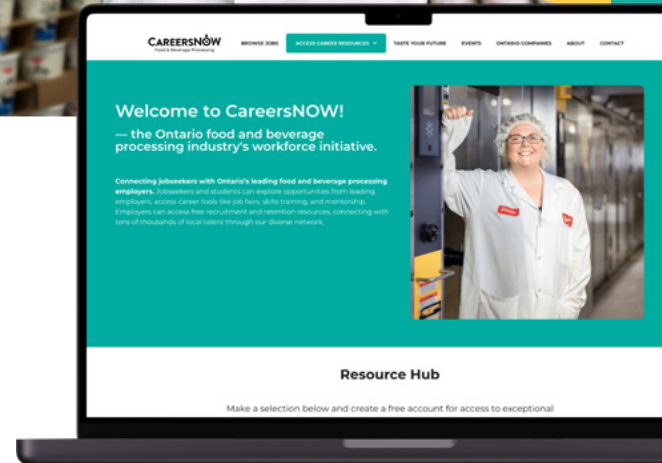 CAREERSNOW
Food & Beverage Processing
BROWSE JOBS
ACCESS CAREER RESOURCES
TASTE YOUR FUTURE
EVENTS
ONTARIO COMPANIES
ABOUT
CONTACT
Welcome to CareersNOW!
— the Ontario food and beverage
processing industry's workforce initiative.
Connecting jobseekers with Ontario's leading food and beverage processing
employers. Jobseekers and students can explore opportunities from leading
employers, access career tools like job fairs, skills training, and mentorship.
Employers can access free recruitment and retention resources, connecting with
tens of thousands of local talent through our diverse network.
Resource Hub
Make a selection below and create a free account for access to exceptional